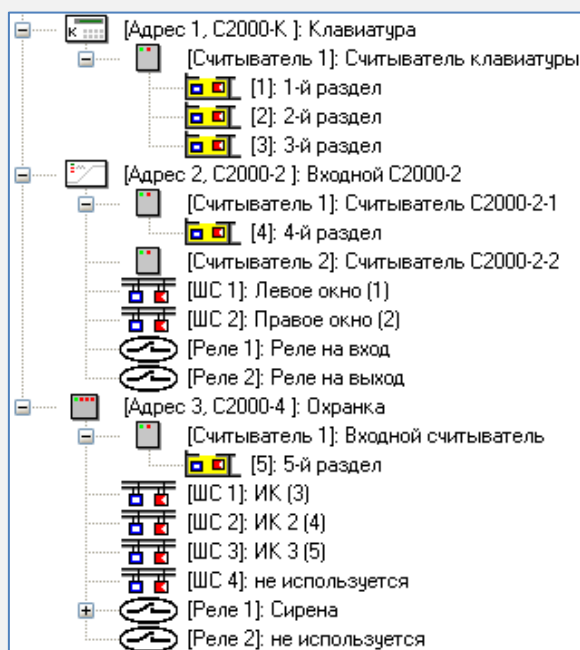 [Адрес 1, С2000-К ]: Клавиатура
[Считыватель 1]: Считыватель клавиатуры
[1]: 1-й раздел
[2]: 2-й раздел
[3]: 3-й раздел
[Адрес 2, С2000-2 ]: Входной С2000-2
[Считыватель 1]: Считыватель С2000-2-1
[4]: 4-й раздел
[Считыватель 2]: Считыватель С2000-2-2
[ШС 1]: Левое окно (1)
[ШС 2]: Правое окно (2)
[Реле 1]: Реле на вход
[Реле 2]: Реле на выход
[Адрес 3, С2000-4 ]: Охранка
[Считыватель 1]: Входной считыватель
[5]: 5-й раздел
[ШС 1]: ИК (3)
[ШС 2]: ИК 2 (4)
[ШС 3]: ИК 3 (5)
[ШС 4]: не используется
[Реле 1]: Сирена
[Реле 2]: не используется